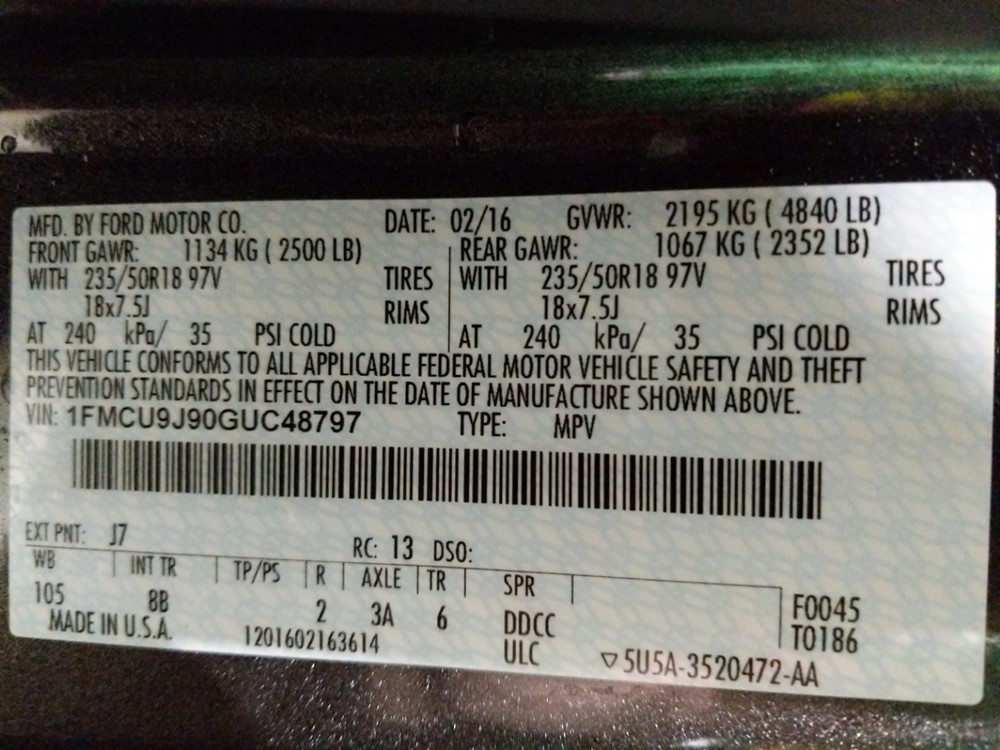 MFD. BY FORD MOTOR CO. DATE: 02/16 GVWR: 2195 KG ( 4840 LB)
FRONT GAWR: 1134 KG ( 2500 LB) REAR GAWR: 1067 KG ( 2352 LB)
WITH 235/50R18 97V TIRES WITH 235/50R18 97V TIRES
18x7.5J RIMS 18x7.5J RIMS
AT 240 kPa/ 35 PSI COLD AT 240 kPa/ 35 PSI COLD
THIS VEHICLE CONFORMS TO ALL APPLICABLE FEDERAL MOTOR VEHICLE SAFETY AND THEFT
PREVENTION STANDARDS IN EFFECT ON THE DATE OF MANUFACTURE SHOWN ABOVE.
VIN: 1FMCU9J90GUC48797 TYPE: MPV
EXT PNT: J7 RC: 13 DSO:
WB INT TR TP/PS R AXLE TR SPR
105 8B 2 3A 6 DDCC F0045
MADE IN U.S.A. 1201602163614 ULC T0186
5U5A-3520472-AA